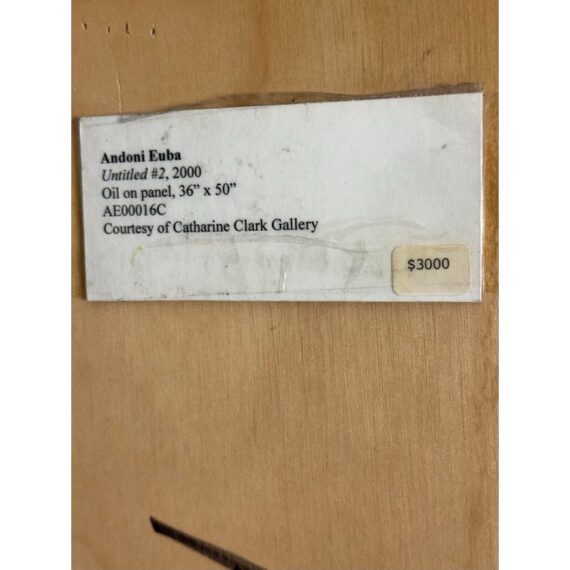 Andoni Euba
Untitled #2, 2000
Oil on panel, 36” x 50”
AE00016C
Courtesy of Catharine Clark Gallery
$3000